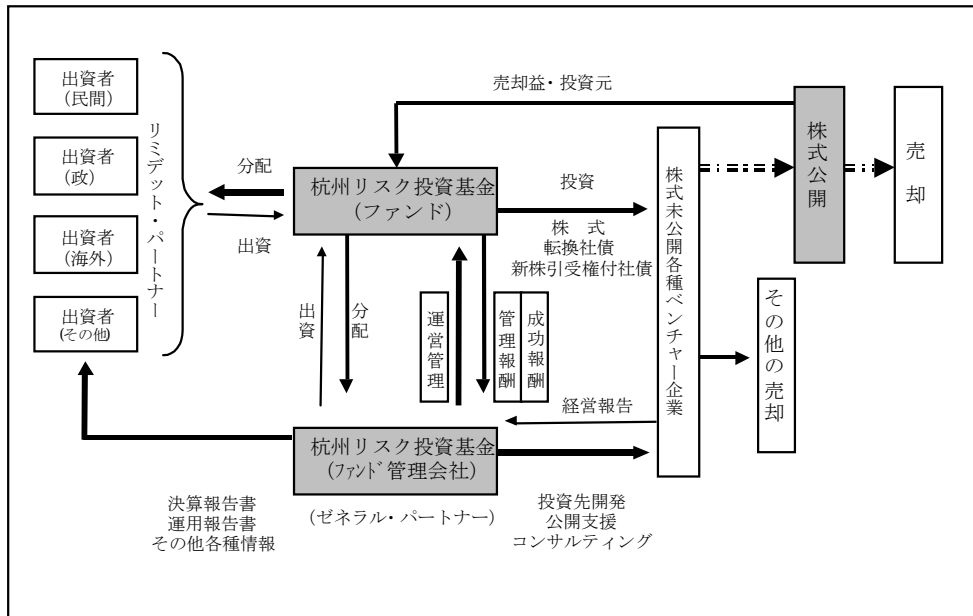 出資者
(民間)
出資者
(政)
出資者
(海外)
出資者
(その他)
リミデット・パートナー
分配
出資
杭州リスク投資基金
(ファンド)
売却益・投資元
投資
株　式
転換社債
新株引受権付社債
株式未公開各種ベンチャー企業
株式公開
売　却
その他の売却
出資
分配
運営管理
管理報酬
成功報酬
経営報告
杭州リスク投資基金
(ファンド管理会社)
(ゼネラル・パートナー)
決算報告書
運用報告書
その他各種情報
投資先開発
公開支援
コンサルティング